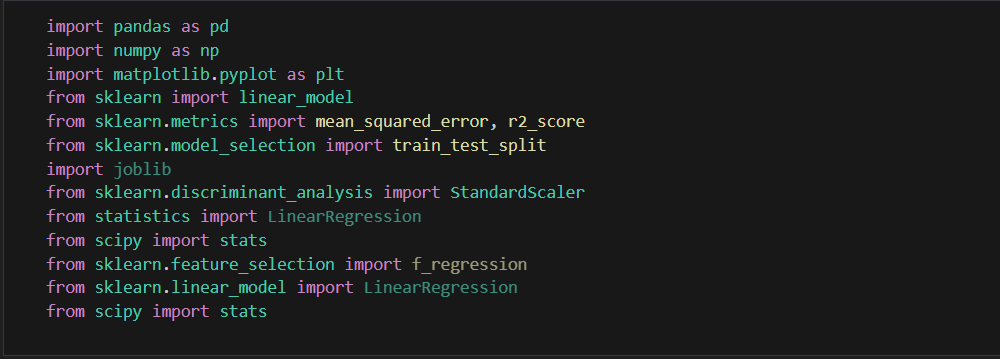 import pandas as pd
import numpy as np
import matplotlib.pyplot as plt
from sklearn import linear_model
from sklearn.metrics import mean_squared_error, r2_score
from sklearn.model_selection import train_test_split
import joblib
from sklearn.discriminant_analysis import StandardScaler
from statistics import LinearRegression
from scipy import stats
from sklearn.feature_selection import f_regression
from sklearn.linear_model import LinearRegression
from scipy import stats